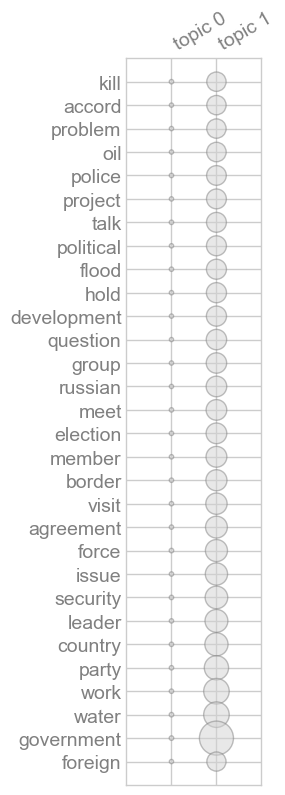 topic 0
topic 1
kill
accord
problem
oil
police
project
talk
political
flood
hold
development
question
group
russian
meet
election
member
border
visit
agreement
force
issue
security
leader
country
party
work
water
government
foreign